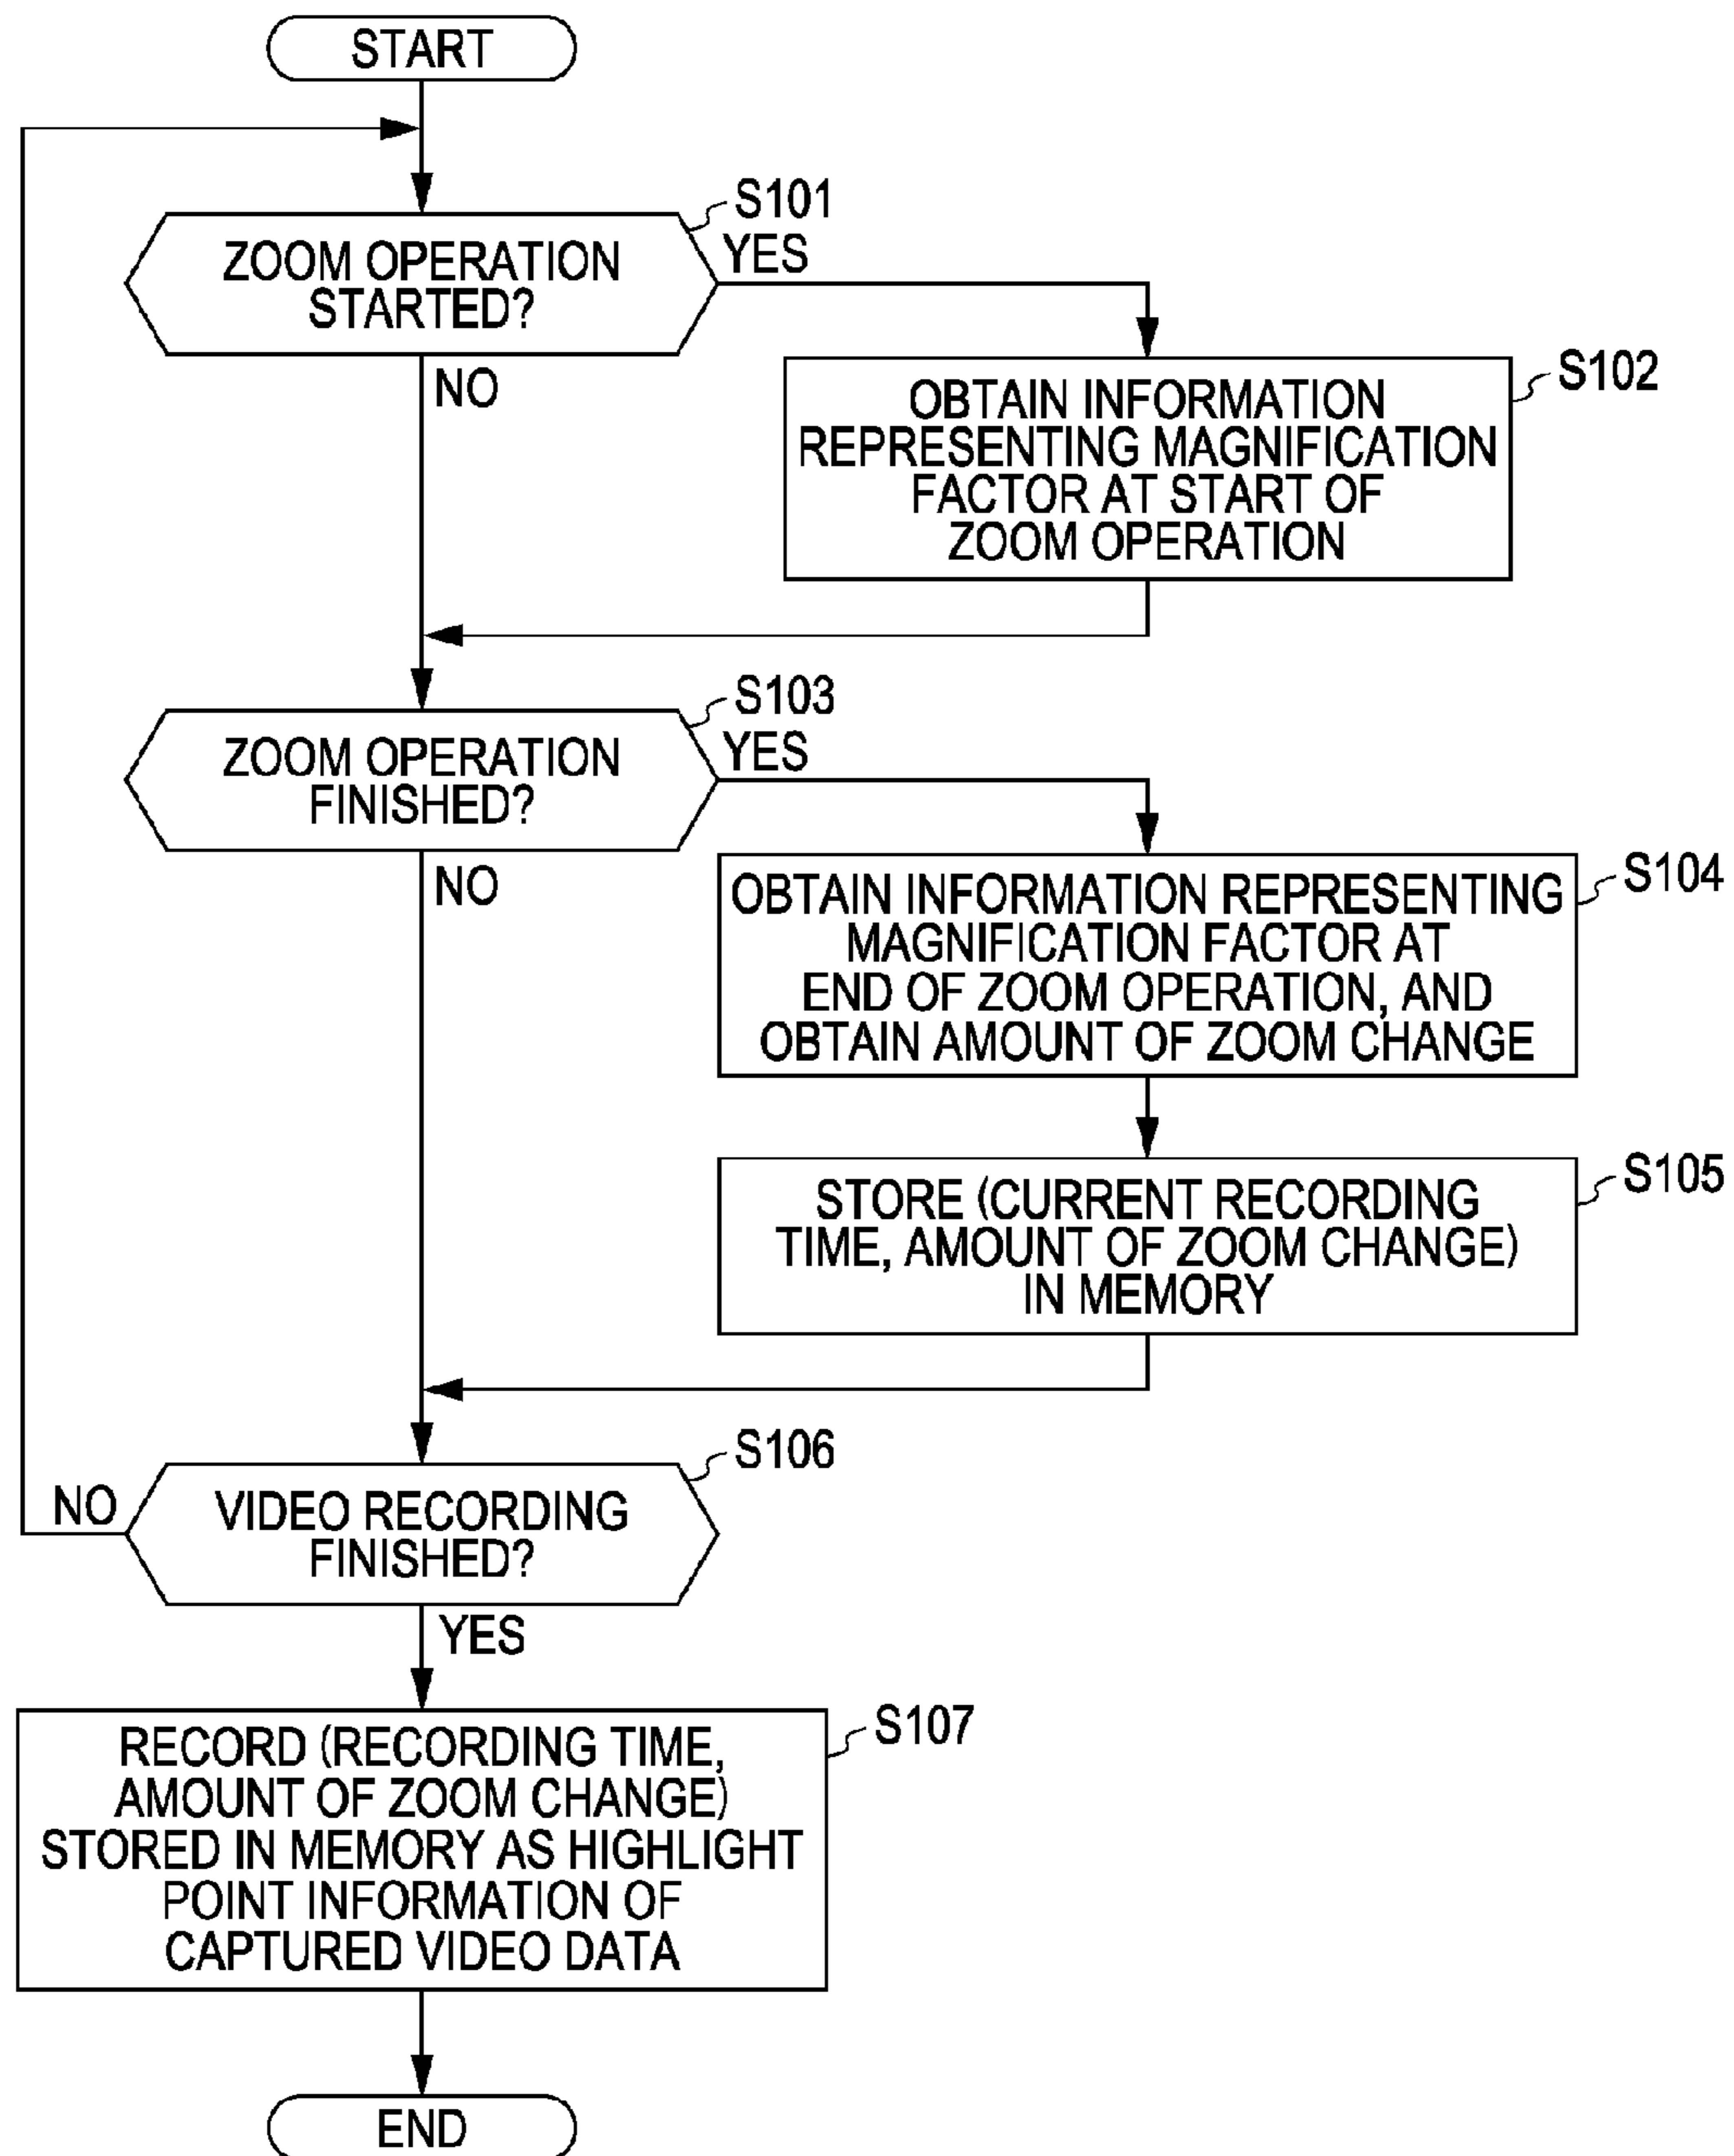 START
S101
ZOOM OPERATION
STARTED?
YES
NO
S102
OBTAIN INFORMATION
REPRESENTING MAGNIFICATION
FACTOR AT START OF
ZOOM OPERATION
S103
ZOOM OPERATION
FINISHED?
YES
NO
S104
OBTAIN INFORMATION REPRESENTING
MAGNIFICATION FACTOR AT
END OF ZOOM OPERATION, AND
OBTAIN AMOUNT OF ZOOM CHANGE
S105
STORE (CURRENT RECORDING
TIME, AMOUNT OF ZOOM CHANGE)
IN MEMORY
S106
VIDEO RECORDING
FINISHED?
NO
YES
S107
RECORD (RECORDING TIME,
AMOUNT OF ZOOM CHANGE)
STORED IN MEMORY AS HIGHLIGHT
POINT INFORMATION OF
CAPTURED VIDEO DATA
END